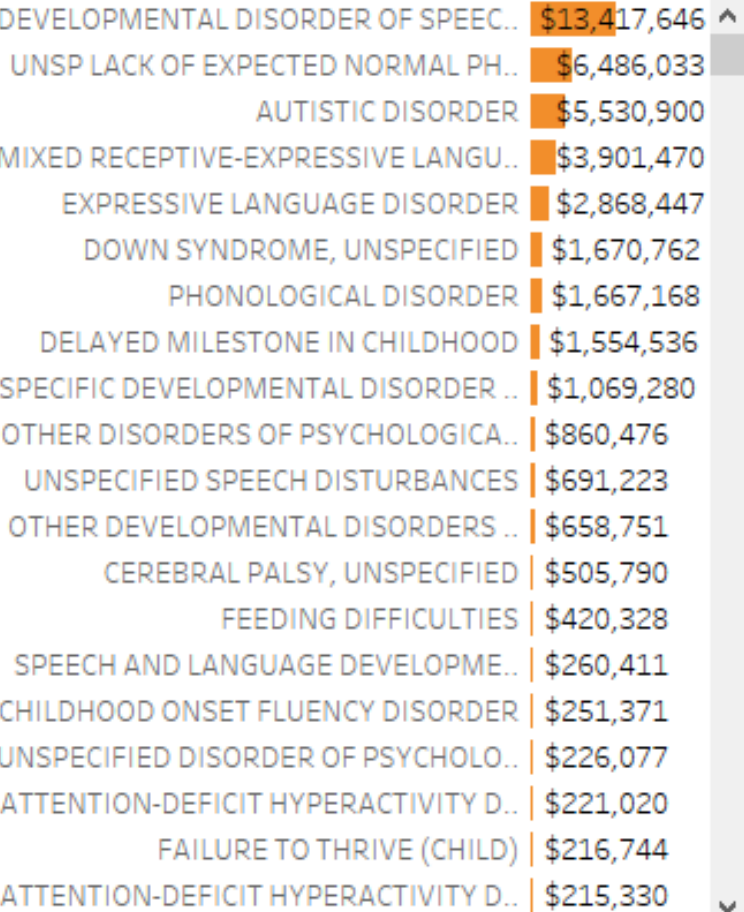 DEVELOPMENTAL DISORDER OF SPEEC.. $13,417,646
UNSP LACK OF EXPECTED NORMAL PH.. $6,486,033
AUTISTIC DISORDER $5,530,900
MIXED RECEPTIVE-EXPRESSIVE LANGU.. $3,901,470
EXPRESSIVE LANGUAGE DISORDER $2,868,447
DOWN SYNDROME, UNSPECIFIED $1,670,762
PHONOLOGICAL DISORDER $1,667,168
DELAYED MILESTONE IN CHILDHOOD $1,554,536
SPECIFIC DEVELOPMENTAL DISORDER .. $1,069,280
OTHER DISORDERS OF PSYCHOLOGICA.. $860,476
UNSPECIFIED SPEECH DISTURBANCES $691,223
OTHER DEVELOPMENTAL DISORDERS .. $658,751
CEREBRAL PALSY, UNSPECIFIED $505,790
FEEDING DIFFICULTIES $420,328
SPEECH AND LANGUAGE DEVELOPME.. $260,411
CHILDHOOD ONSET FLUENCY DISORDER $251,371
UNSPECIFIED DISORDER OF PSYCHOLO.. $226,077
ATTENTION-DEFICIT HYPERACTIVITY D.. $221,020
FAILURE TO THRIVE (CHILD) $216,744
ATTENTION-DEFICIT HYPERACTIVITY D.. $215,330